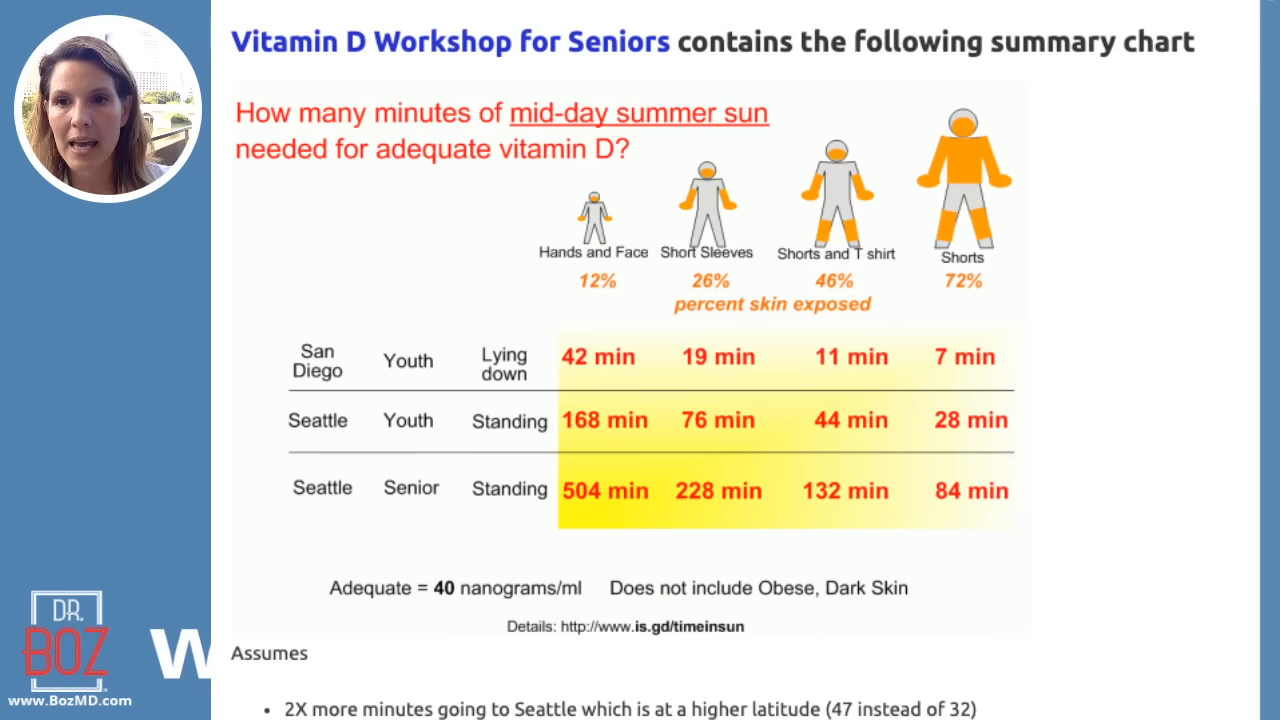 Vitamin D Workshop for Seniors contains the following summary chart
How many minutes of mid-day summer sun
needed for adequate vitamin D?
Hands and Face Short Sleeves Shorts and T shirt Shorts
12% 26% 46% 72%
percent skin exposed
San Diego Youth Lying down 42 min 19 min 11 min 7 min
Seattle Youth Standing 168 min 76 min 44 min 28 min
Seattle Senior Standing 504 min 228 min 132 min 84 min
Adequate = 40 nanograms/ml Does not include Obese, Dark Skin
Details: http://www.is.gd/timeinsun
Assumes
• 2X more minutes going to Seattle which is at a higher latitude (47 instead of 32)
DR.
BOZ
W
www.BozMD.com